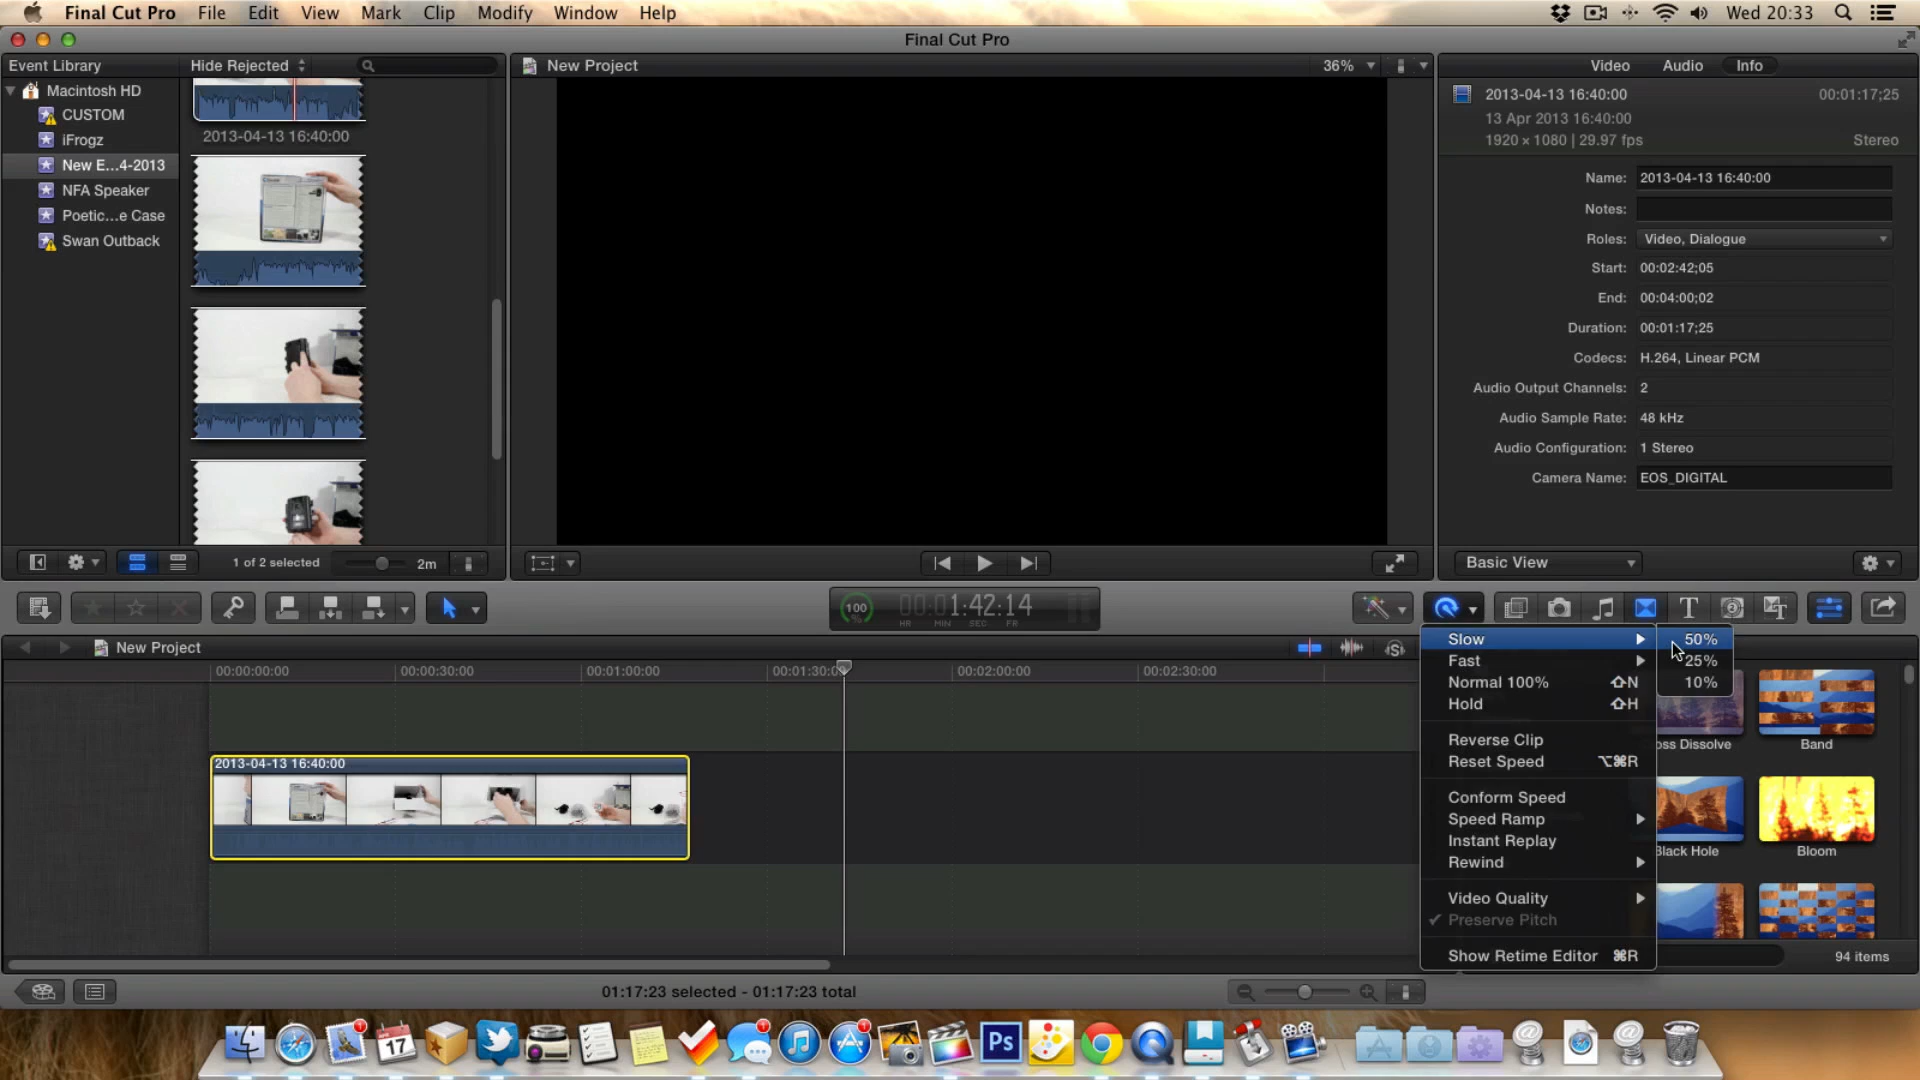 Final Cut Pro File Edit View Mark Clip Modify Window Help
Wed 20:33
Final Cut Pro
Event Library
Hide Rejected
Macintosh HD
CUSTOM
iFrogz
New E...4-2013
NFA Speaker
Poetic...e Case
Swan Outback
2013-04-13 16:40:00
1 of 2 selected
2m
New Project
36%
Video Audio Info
2013-04-13 16:40:00 00:01:17;25
13 Apr 2013 16:40:00
1920 × 1080 | 29.97 fps Stereo
Name: 2013-04-13 16:40:00
Notes:
Roles: Video, Dialogue
Start: 00:02:42;05
End: 00:04:00;02
Duration: 00:01:17;25
Codecs: H.264, Linear PCM
Audio Output Channels: 2
Audio Sample Rate: 48 kHz
Audio Configuration: 1 Stereo
Camera Name: EOS_DIGITAL
Basic View
100 %
00:01:42:14
HR MIN SEC FR
New Project
00:00:00:00 00:00:30:00 00:01:00:00 00:01:30:0 00:02:00:00 00:02:30:00
2013-04-13 16:40:00
Slow
Fast
Normal 100% ⇧N
Hold ⇧H
Reverse Clip
Reset Speed ⌥⌘R
Conform Speed
Speed Ramp
Instant Replay
Rewind
Video Quality
✓ Preserve Pitch
Show Retime Editor ⌘R
50%
25%
10%
oss Dissolve
Band
Black Hole
Bloom
94 items
01:17:23 selected - 01:17:23 total
17
Ps